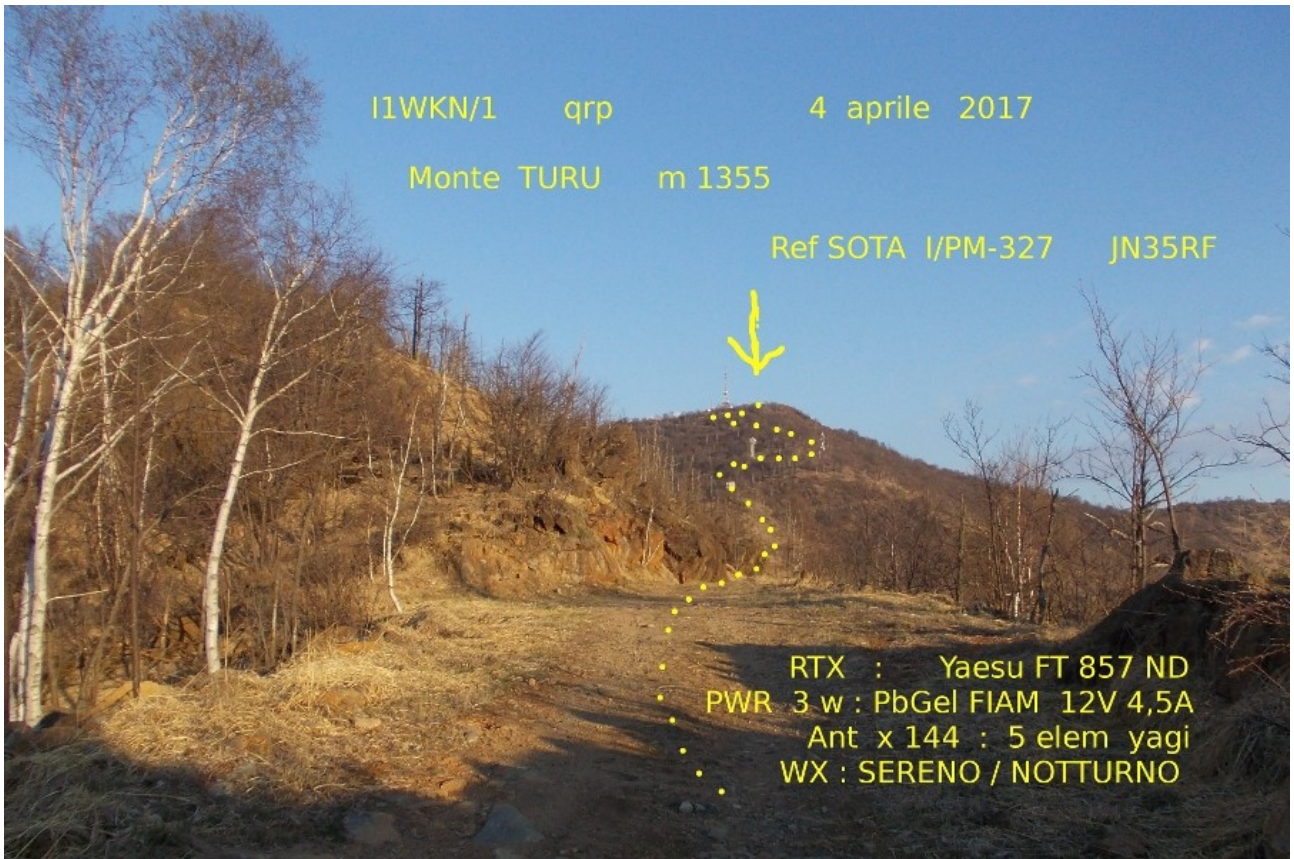 I1WKN/1 qrp 4 aprile 2017
Monte TURU m 1355
Ref SOTA I/PM-327 JN35RF
RTX : Yaesu FT 857 ND
PWR 3 w : PbGel FIAM 12V 4,5A
Ant x 144 : 5 elem yagi
WX : SERENO / NOTTURNO